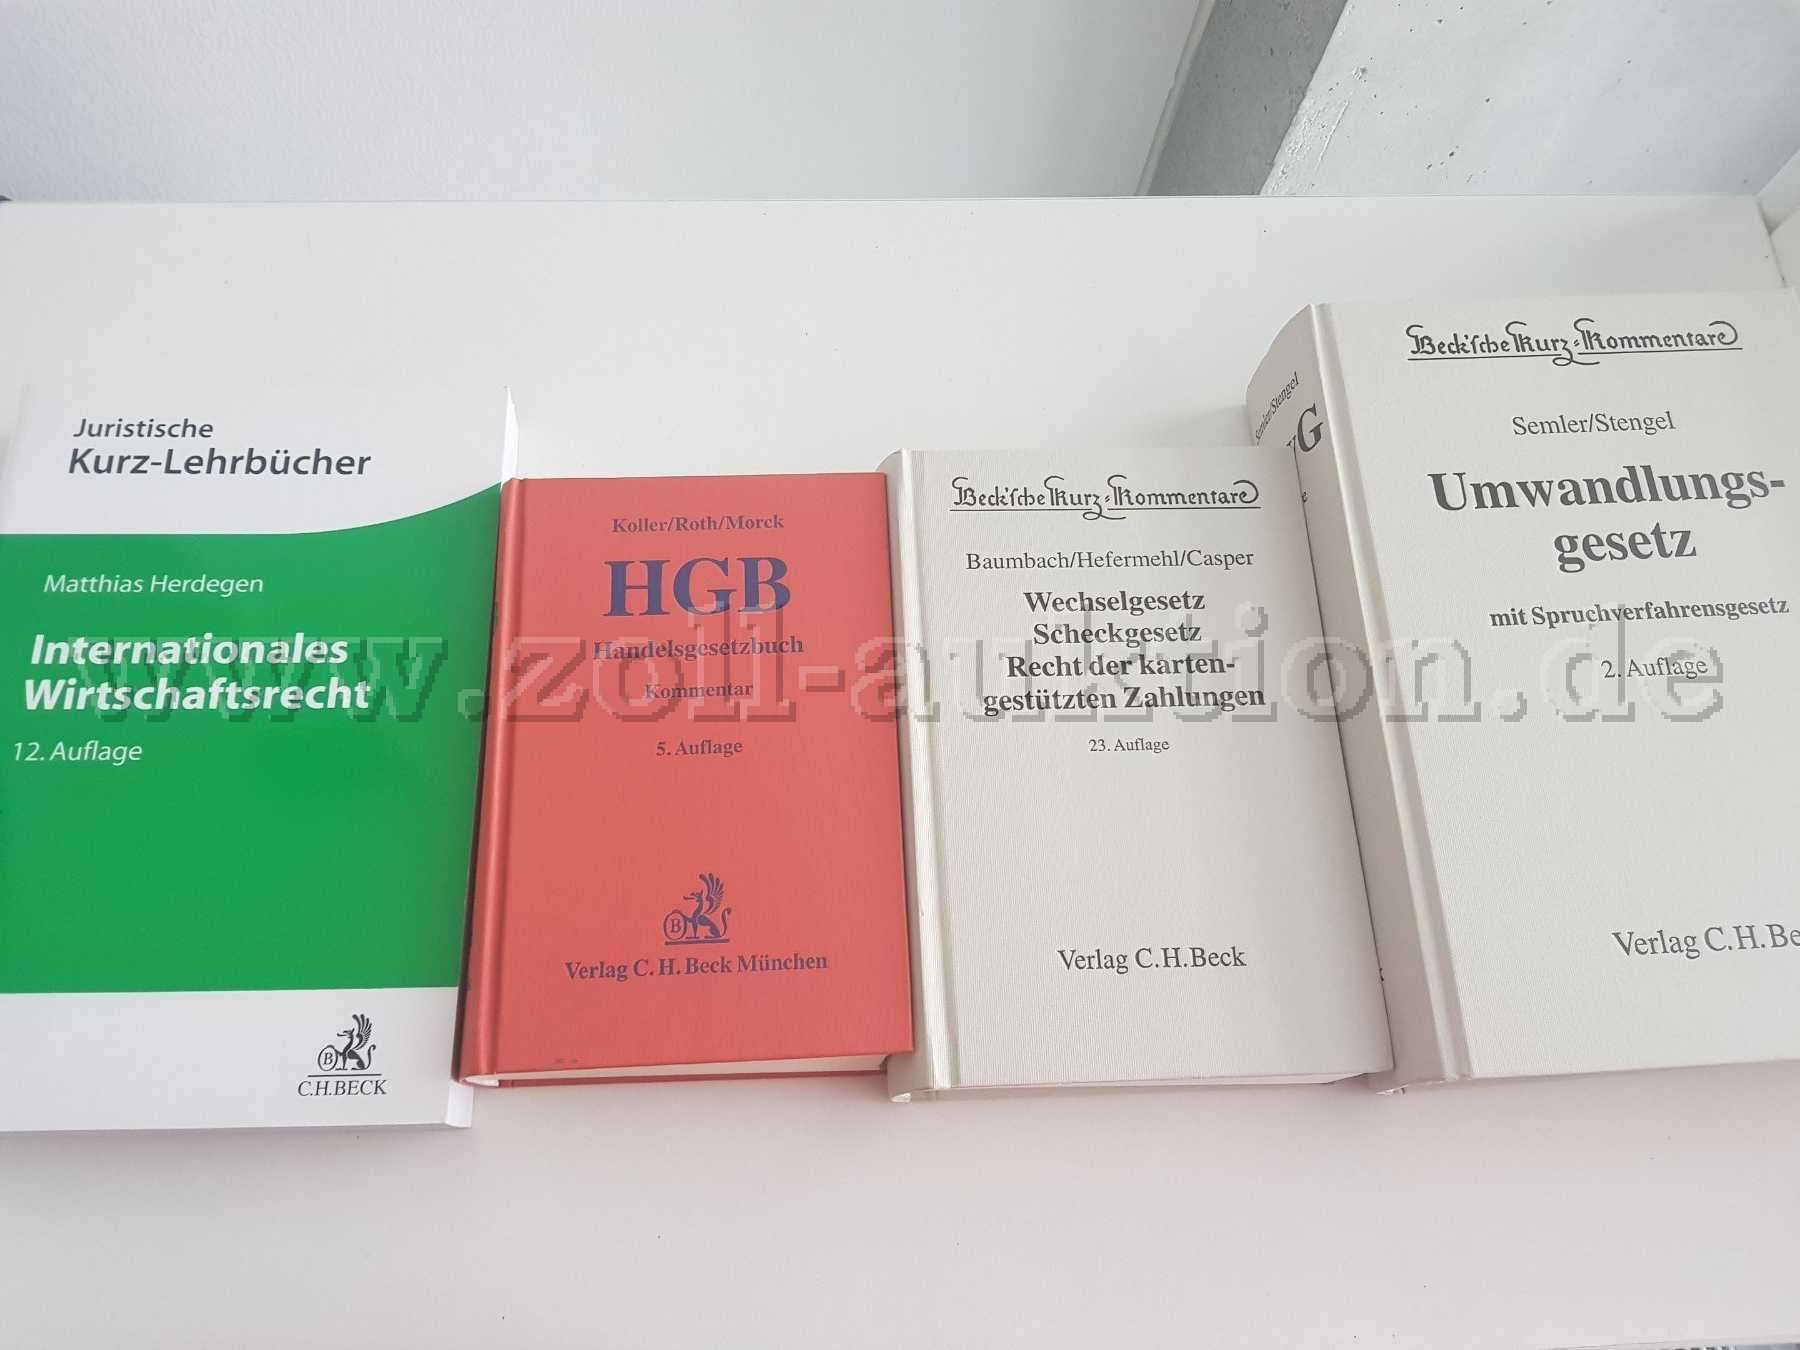 Juristische
Kurz-Lehrbücher
Matthias Herdegen
Internationales
Wirtschaftsrecht
12. Auflage
B
C.H.BECK
Koller/Roth/Morck
HGB
Handelsgesetzbuch
Kommentar
5. Auflage
B
Verlag C. H. Beck München
Beck'sche Kurz-Kommentare
Baumbach/Hefermehl/Casper
Wechselgesetz
Scheckgesetz
Recht der karten-
gestützten Zahlungen
23. Auflage
Verlag C.H.Beck
Semler/Stengel
Beck'sche Kurz-Kommentare
Semler/Stengel
Umwandlungs-
gesetz
mit Spruchverfahrensgesetz
2. Auflage
Verlag C.H.Be
www.zoll-auktion.de